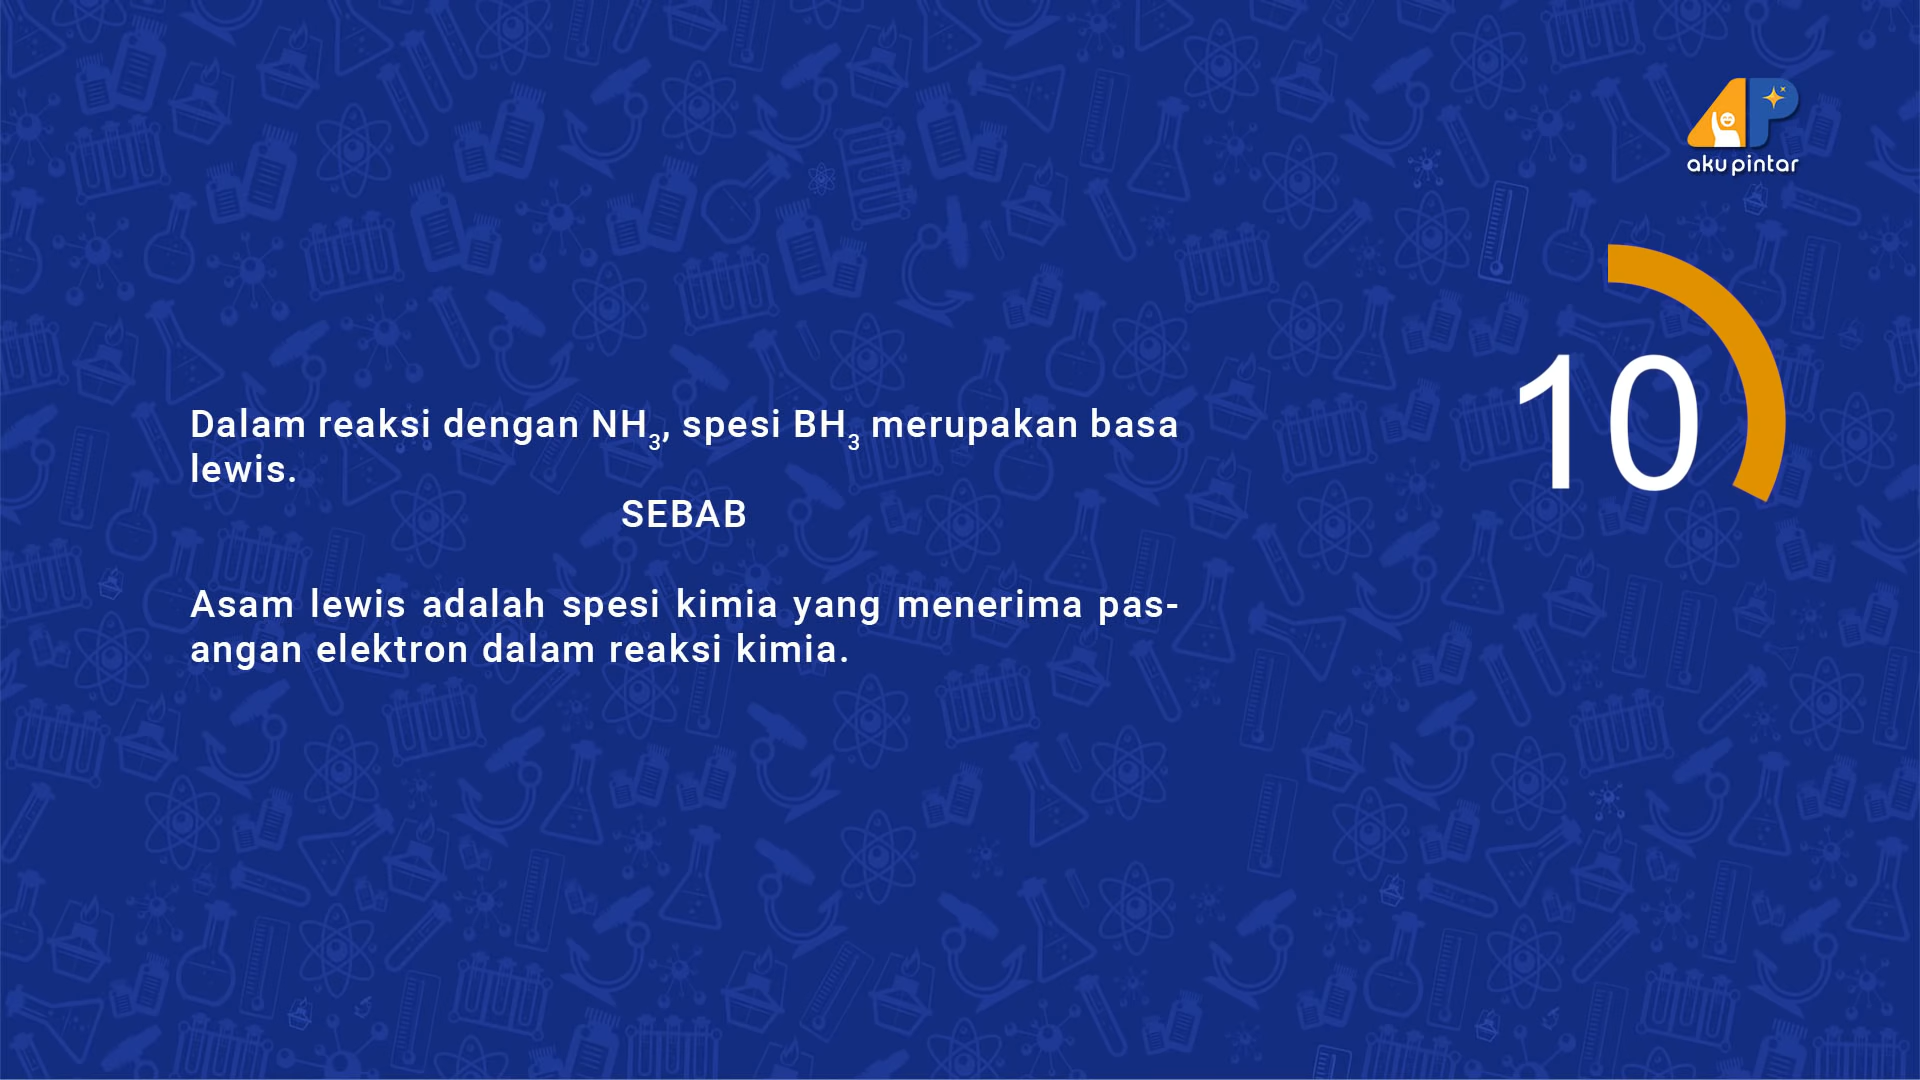 aku pintar
10
Dalam reaksi dengan NH₃, spesi BH₃ merupakan basa
lewis.
SEBAB
Asam lewis adalah spesi kimia yang menerima pas-
angan elektron dalam reaksi kimia.